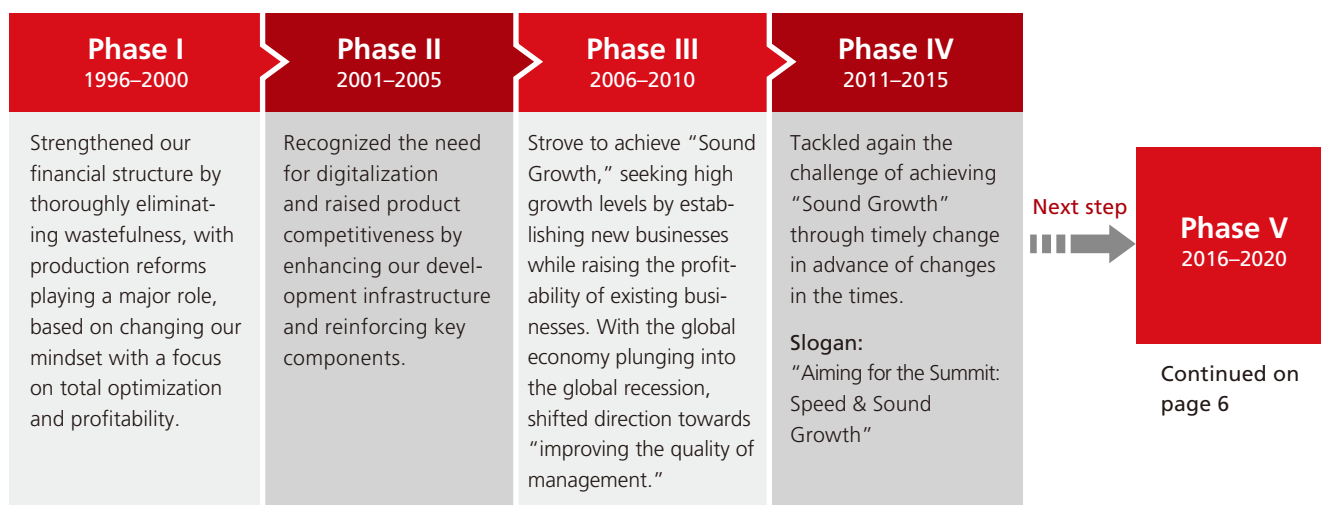 Phase I
1996–2000
Strengthened our
financial structure by
thoroughly eliminat-
ing wastefulness, with
production reforms
playing a major role,
based on changing our
mindset with a focus
on total optimization
and profitability.
Phase II
2001–2005
Recognized the need
for digitalization
and raised product
competitiveness by
enhancing our devel-
opment infrastructure
and reinforcing key
components.
Phase III
2006–2010
Strove to achieve “Sound
Growth,” seeking high
growth levels by estab-
lishing new businesses
while raising the profit-
ability of existing busi-
nesses. With the global
economy plunging into
the global recession,
shifted direction towards
“improving the quality of
management.”
Phase IV
2011–2015
Tackled again the
challenge of achieving
“Sound Growth”
through timely change
in advance of changes
in the times.
Slogan:
“Aiming for the Summit:
Speed & Sound
Growth”
Next step
Phase V
2016–2020
Continued on
page 6